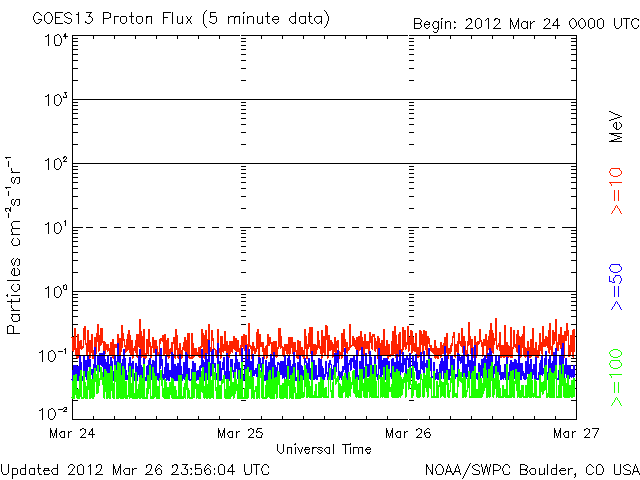 GOES13 Proton Flux (5 minute data)
Begin: 2012 Mar 24 0000 UTC
10⁴
10³
10²
10¹
10⁰
10⁻¹
10⁻²
Particles cm⁻²s⁻¹sr⁻¹
MeV
>=10
>=50
>=100
Mar 24
Mar 25
Mar 26
Mar 27
Universal Time
Updated 2012 Mar 26 23:56:04 UTC
NOAA/SWPC Boulder, CO USA